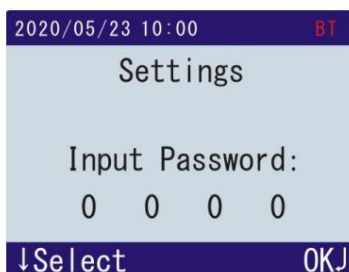 2020/05/23 10:00 BT
Settings
Input Password:
0 0 0 0
↓Select OK┘